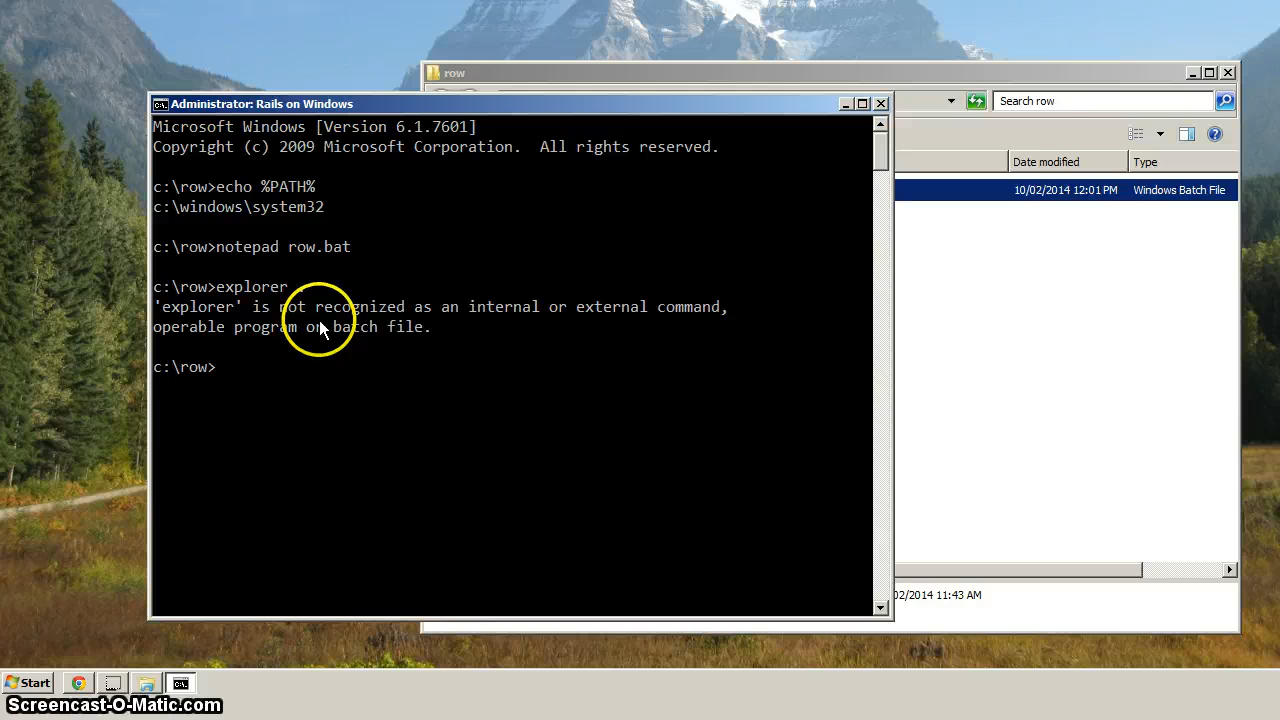 row
Administrator: Rails on Windows
Search row
Microsoft Windows [Version 6.1.7601]
Copyright (c) 2009 Microsoft Corporation.  All rights reserved.
Date modified
Type
c:\row>echo %PATH%
10/02/2014 12:01 PM
Windows Batch File
c:\windows\system32
c:\row>notepad row.bat
c:\row>explorer .
'explorer' is not recognized as an internal or external command,
operable program or batch file.
c:\row>
02/2014 11:43 AM
Start
Screencast-O-Matic.com